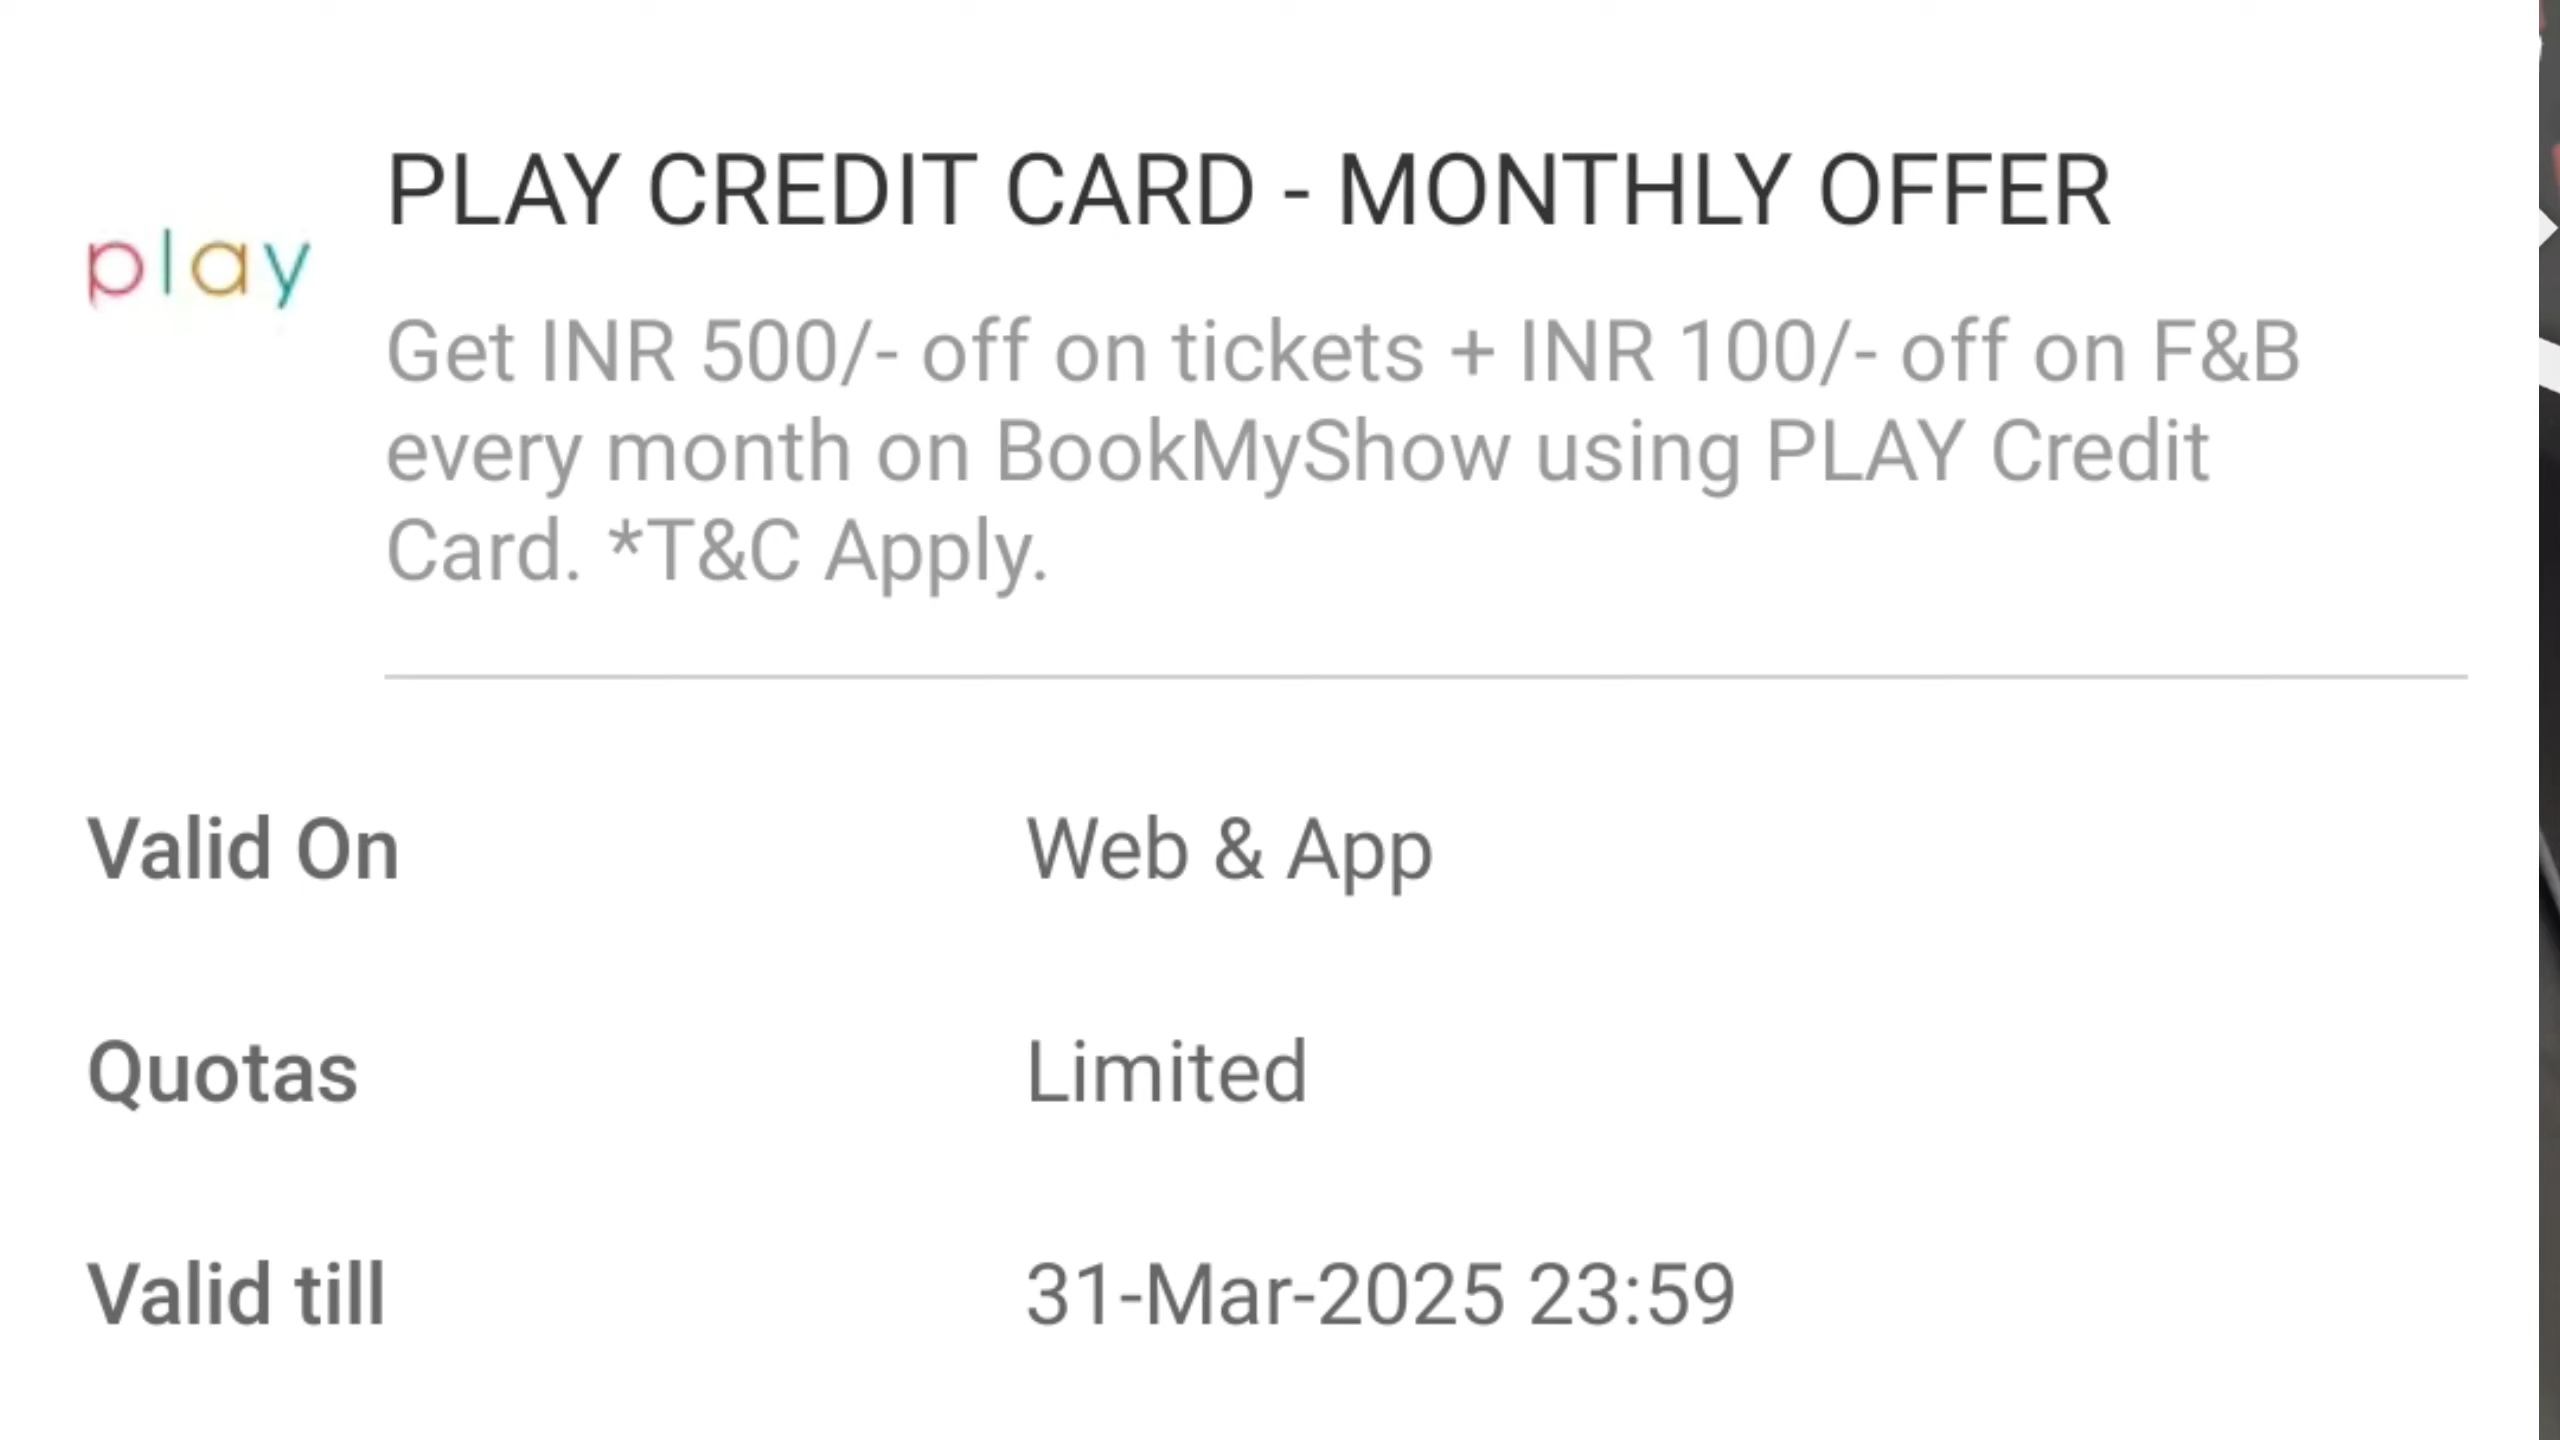 PLAY CREDIT CARD - MONTHLY OFFER
play
Get INR 500/- off on tickets + INR 100/- off on F&B
every month on BookMyShow using PLAY Credit
Card. *T&C Apply.
Valid On Web & App
Quotas Limited
Valid till 31-Mar-2025 23:59